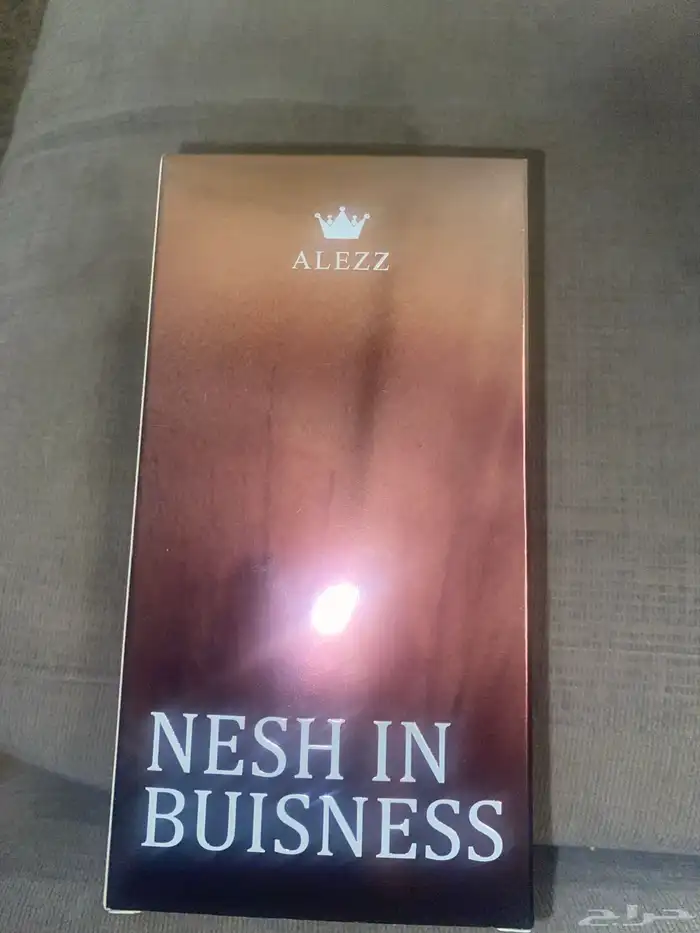 ALEZZ
NESH IN
BUISNESS
حراج